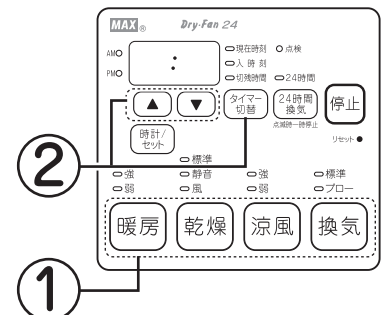 MAX® Dry・Fan 24
AM PM
:
現在時刻 点検
入時刻
切残時間 24時間
▲ ▼ タイマー切替 24時間換気 停止
点滅時一時停止
時計/セット
リセット
標準
強 静音 強 標準
弱 風 弱 ブロー
暖房 乾燥 涼風 換気
②
①